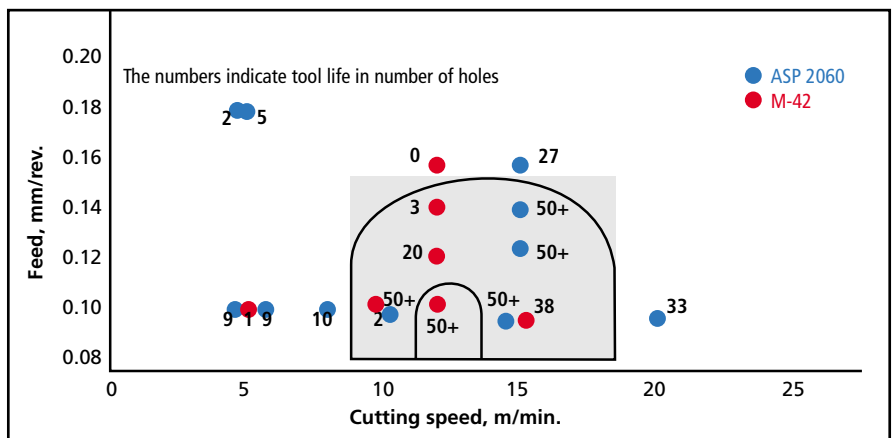 0.20
The numbers indicate tool life in number of holes
ASP 2060
M-42
0.18
2 5
0.16
0 27
0.14
3 50+
0.12
20 50+
Feed, mm/rev.
0.10
50+ 50+ 38 33
9 1 9 10 2 50+
0.08
0 5 10 15 20 25
Cutting speed, m/min.